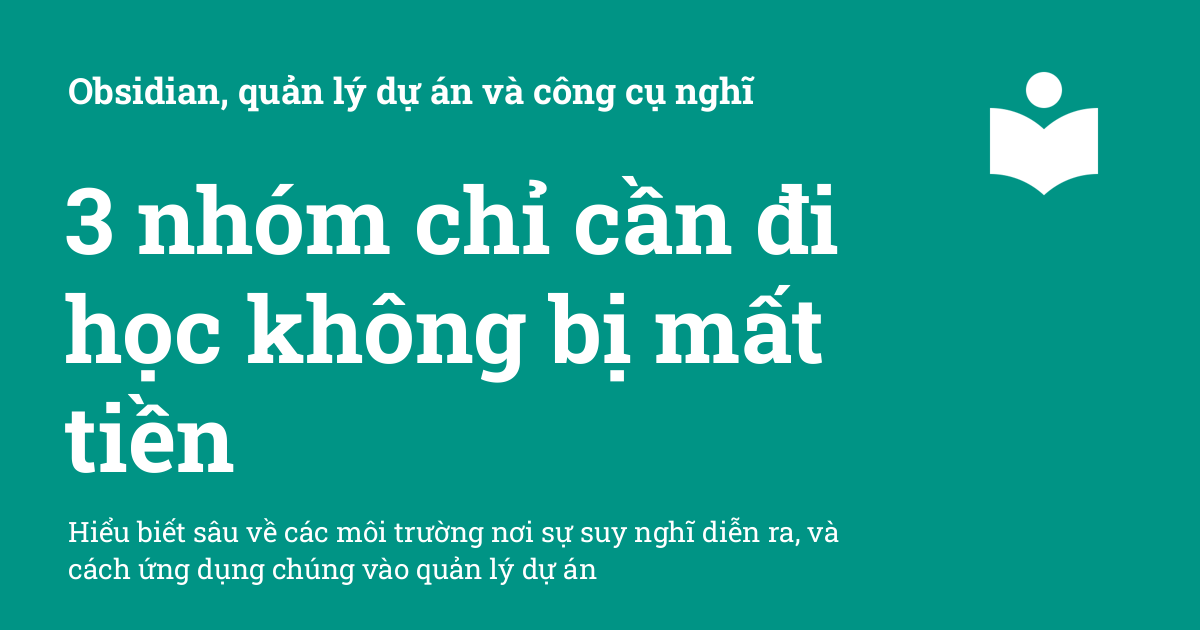 Obsidian, quản lý dự án và công cụ nghĩ
3 nhóm chỉ cần đi
học không bị mất
tiền
Hiểu biết sâu về các môi trường nơi sự suy nghĩ diễn ra, và
cách ứng dụng chúng vào quản lý dự án